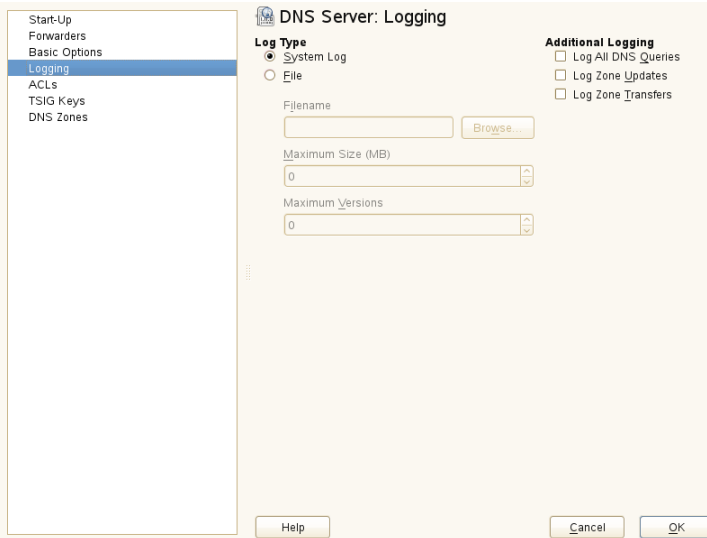 Start-Up
Forwarders
Basic Options
Logging
ACLs
TSIG Keys
DNS Zones
DNS Server: Logging
Log Type
System Log
File
Filename
Browse...
Maximum Size (MB)
0
Maximum Versions
0
Additional Logging
Log All DNS Queries
Log Zone Updates
Log Zone Transfers
Help
Cancel
OK